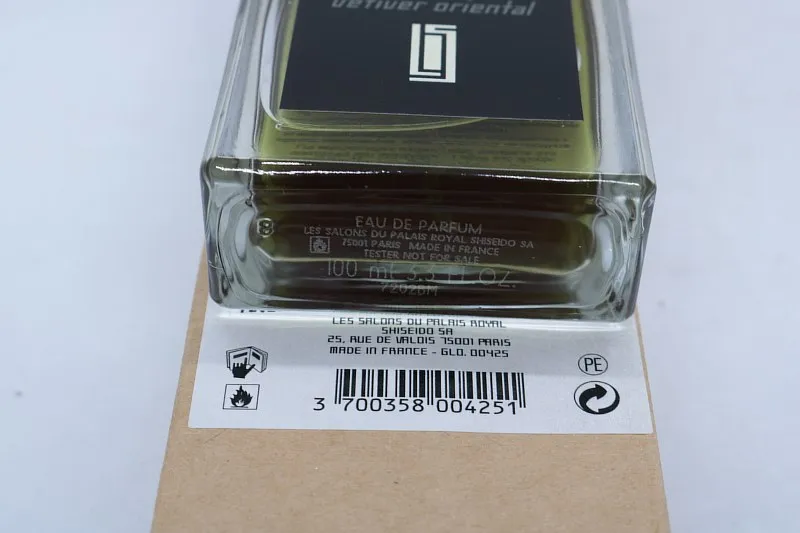 vetiver oriental
EAU DE PARFUM
LES SALONS DU PALAIS ROYAL SHISEIDO SA
75001 PARIS MADE IN FRANCE
TESTER NOT FOR SALE
100 mL 3.3 FL. OZ.
7202BM
LES SALONS DU PALAIS ROYAL
SHISEIDO SA
25, RUE DE VALOIS 75001 PARIS
MADE IN FRANCE - GLO. 00425
PE
3 700358 004251